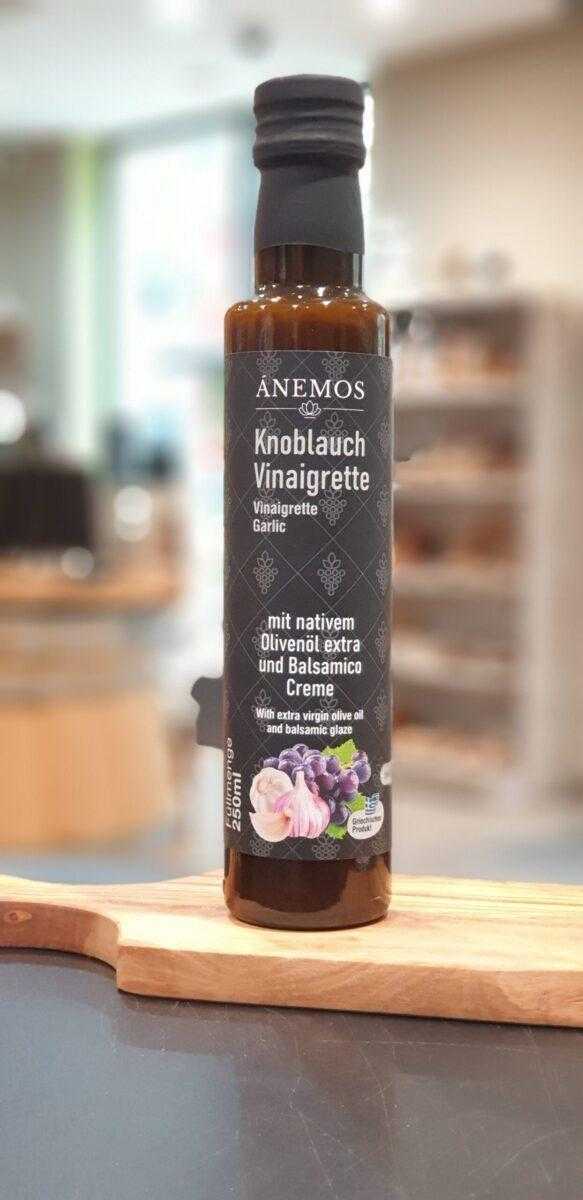 ÁNEMOS
Knoblauch
Vinaigrette
Vinaigrette
Garlic
mit nativem
Olivenöl extra
und Balsamico
Creme
With extra virgin olive oil
and balsamic glaze
Füllmenge
250ml
Griechisches
Produkt